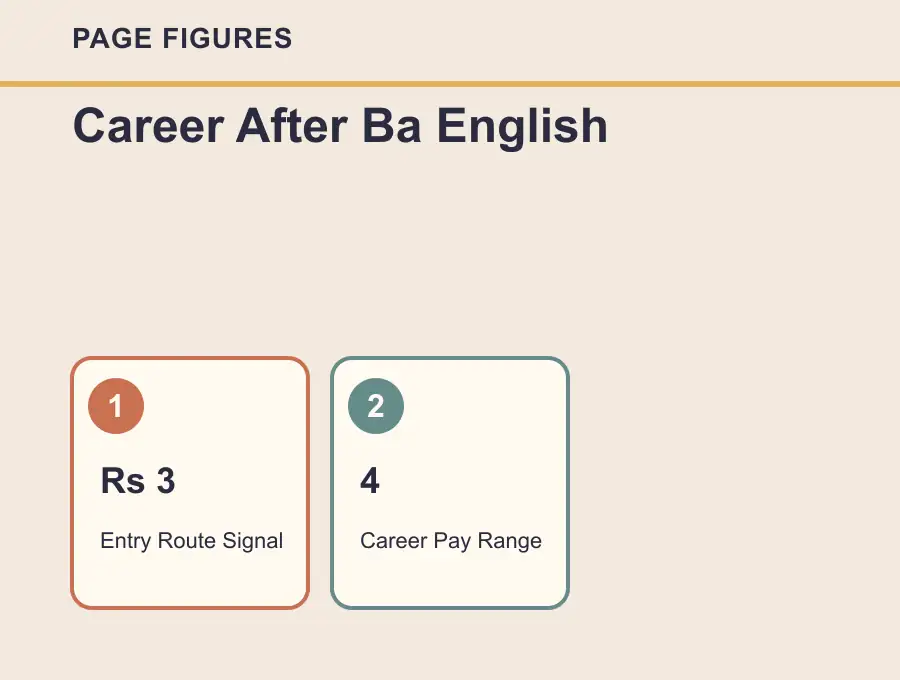 PAGE FIGURES
Career After Ba English
1
Rs 3
Entry Route Signal
2
4
Career Pay Range